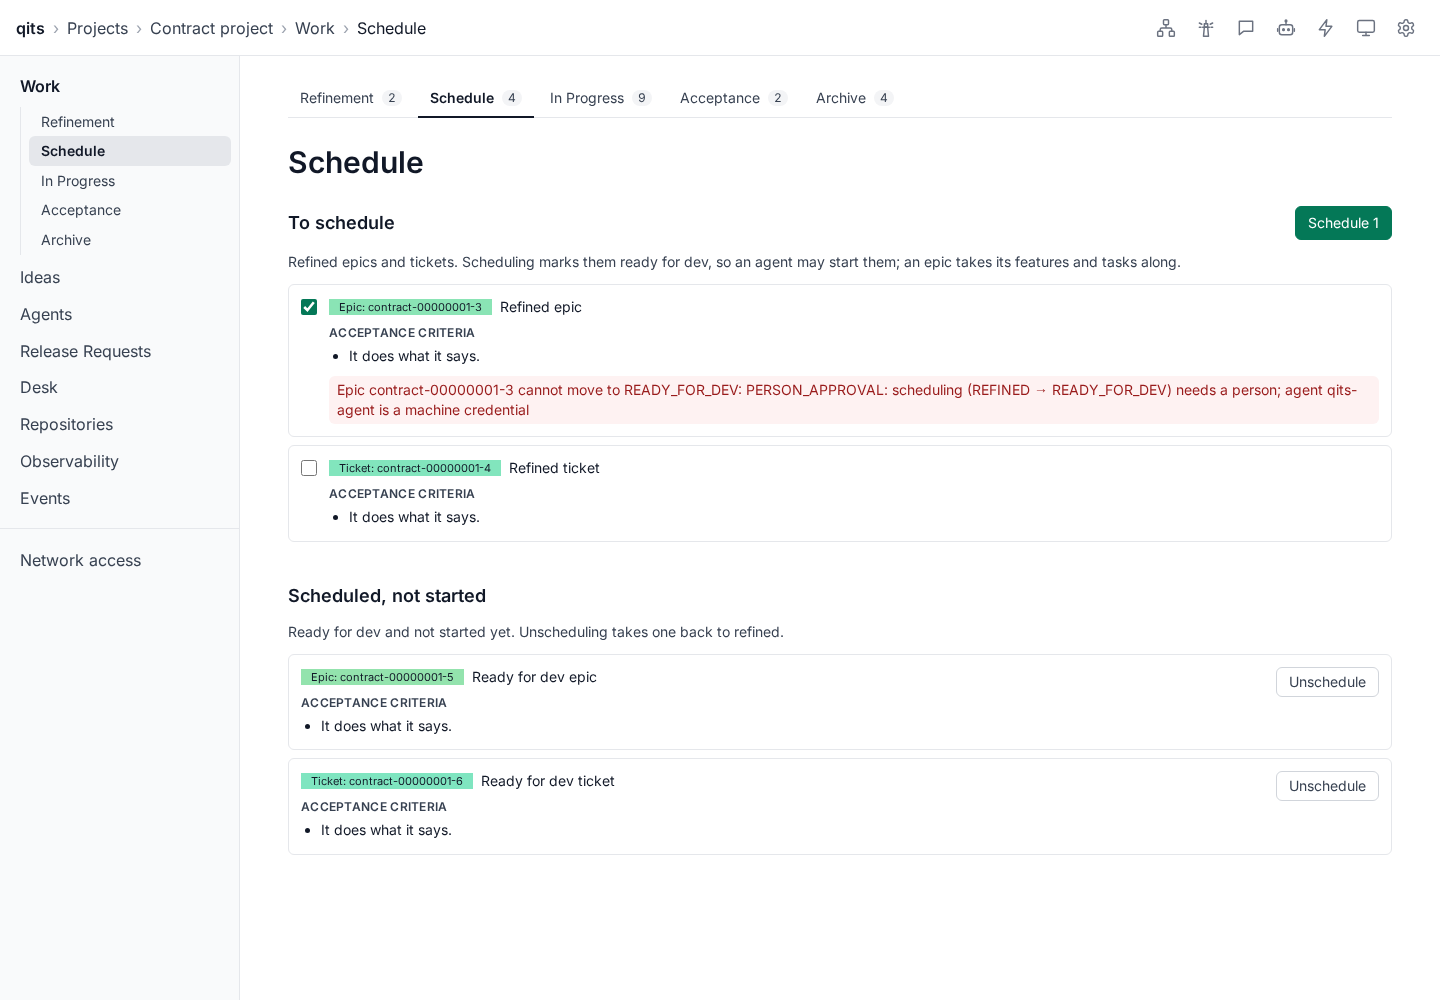 qits › Projects › Contract project › Work › Schedule
Work
Refinement
Schedule
In Progress
Acceptance
Archive
Ideas
Agents
Release Requests
Desk
Repositories
Observability
Events
Network access
Refinement 2 Schedule 4 In Progress 9 Acceptance 2 Archive 4
Schedule
To schedule
Schedule 1
Refined epics and tickets. Scheduling marks them ready for dev, so an agent may start them; an epic takes its features and tasks along.
Epic: contract-00000001-3 Refined epic
ACCEPTANCE CRITERIA
• It does what it says.
Epic contract-00000001-3 cannot move to READY_FOR_DEV: PERSON_APPROVAL: scheduling (REFINED → READY_FOR_DEV) needs a person; agent qits-
agent is a machine credential
Ticket: contract-00000001-4 Refined ticket
ACCEPTANCE CRITERIA
• It does what it says.
Scheduled, not started
Ready for dev and not started yet. Unscheduling takes one back to refined.
Epic: contract-00000001-5 Ready for dev epic
Unschedule
ACCEPTANCE CRITERIA
• It does what it says.
Ticket: contract-00000001-6 Ready for dev ticket
Unschedule
ACCEPTANCE CRITERIA
• It does what it says.